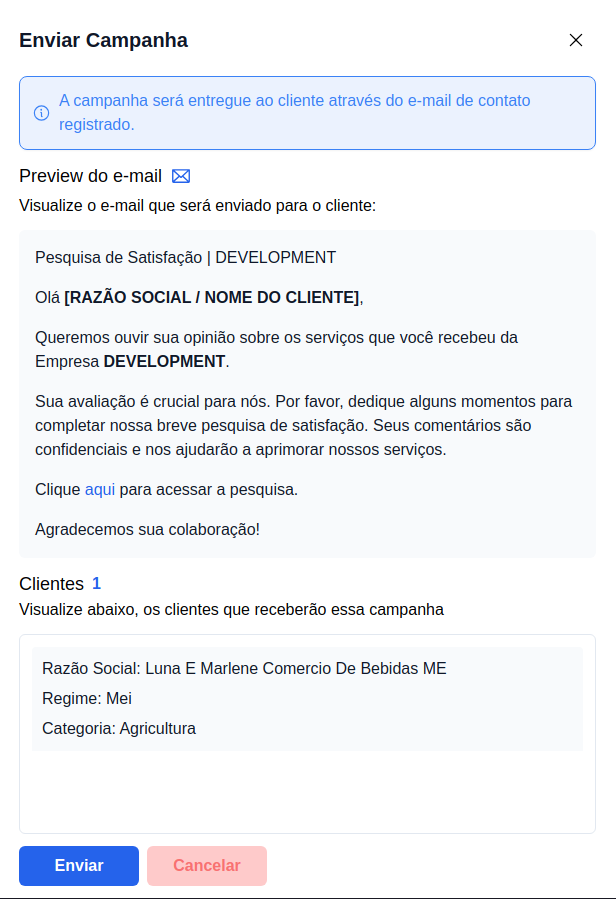 Enviar Campanha
A campanha será entregue ao cliente através do e-mail de contato
registrado.
Preview do e-mail
Visualize o e-mail que será enviado para o cliente:
Pesquisa de Satisfação | DEVELOPMENT
Olá [RAZÃO SOCIAL / NOME DO CLIENTE],
Queremos ouvir sua opinião sobre os serviços que você recebeu da
Empresa DEVELOPMENT.
Sua avaliação é crucial para nós. Por favor, dedique alguns momentos para
completar nossa breve pesquisa de satisfação. Seus comentários são
confidenciais e nos ajudarão a aprimorar nossos serviços.
Clique aqui para acessar a pesquisa.
Agradecemos sua colaboração!
Clientes 1
Visualize abaixo, os clientes que receberão essa campanha
Razão Social: Luna E Marlene Comercio De Bebidas ME
Regime: Mei
Categoria: Agricultura
Enviar Cancelar